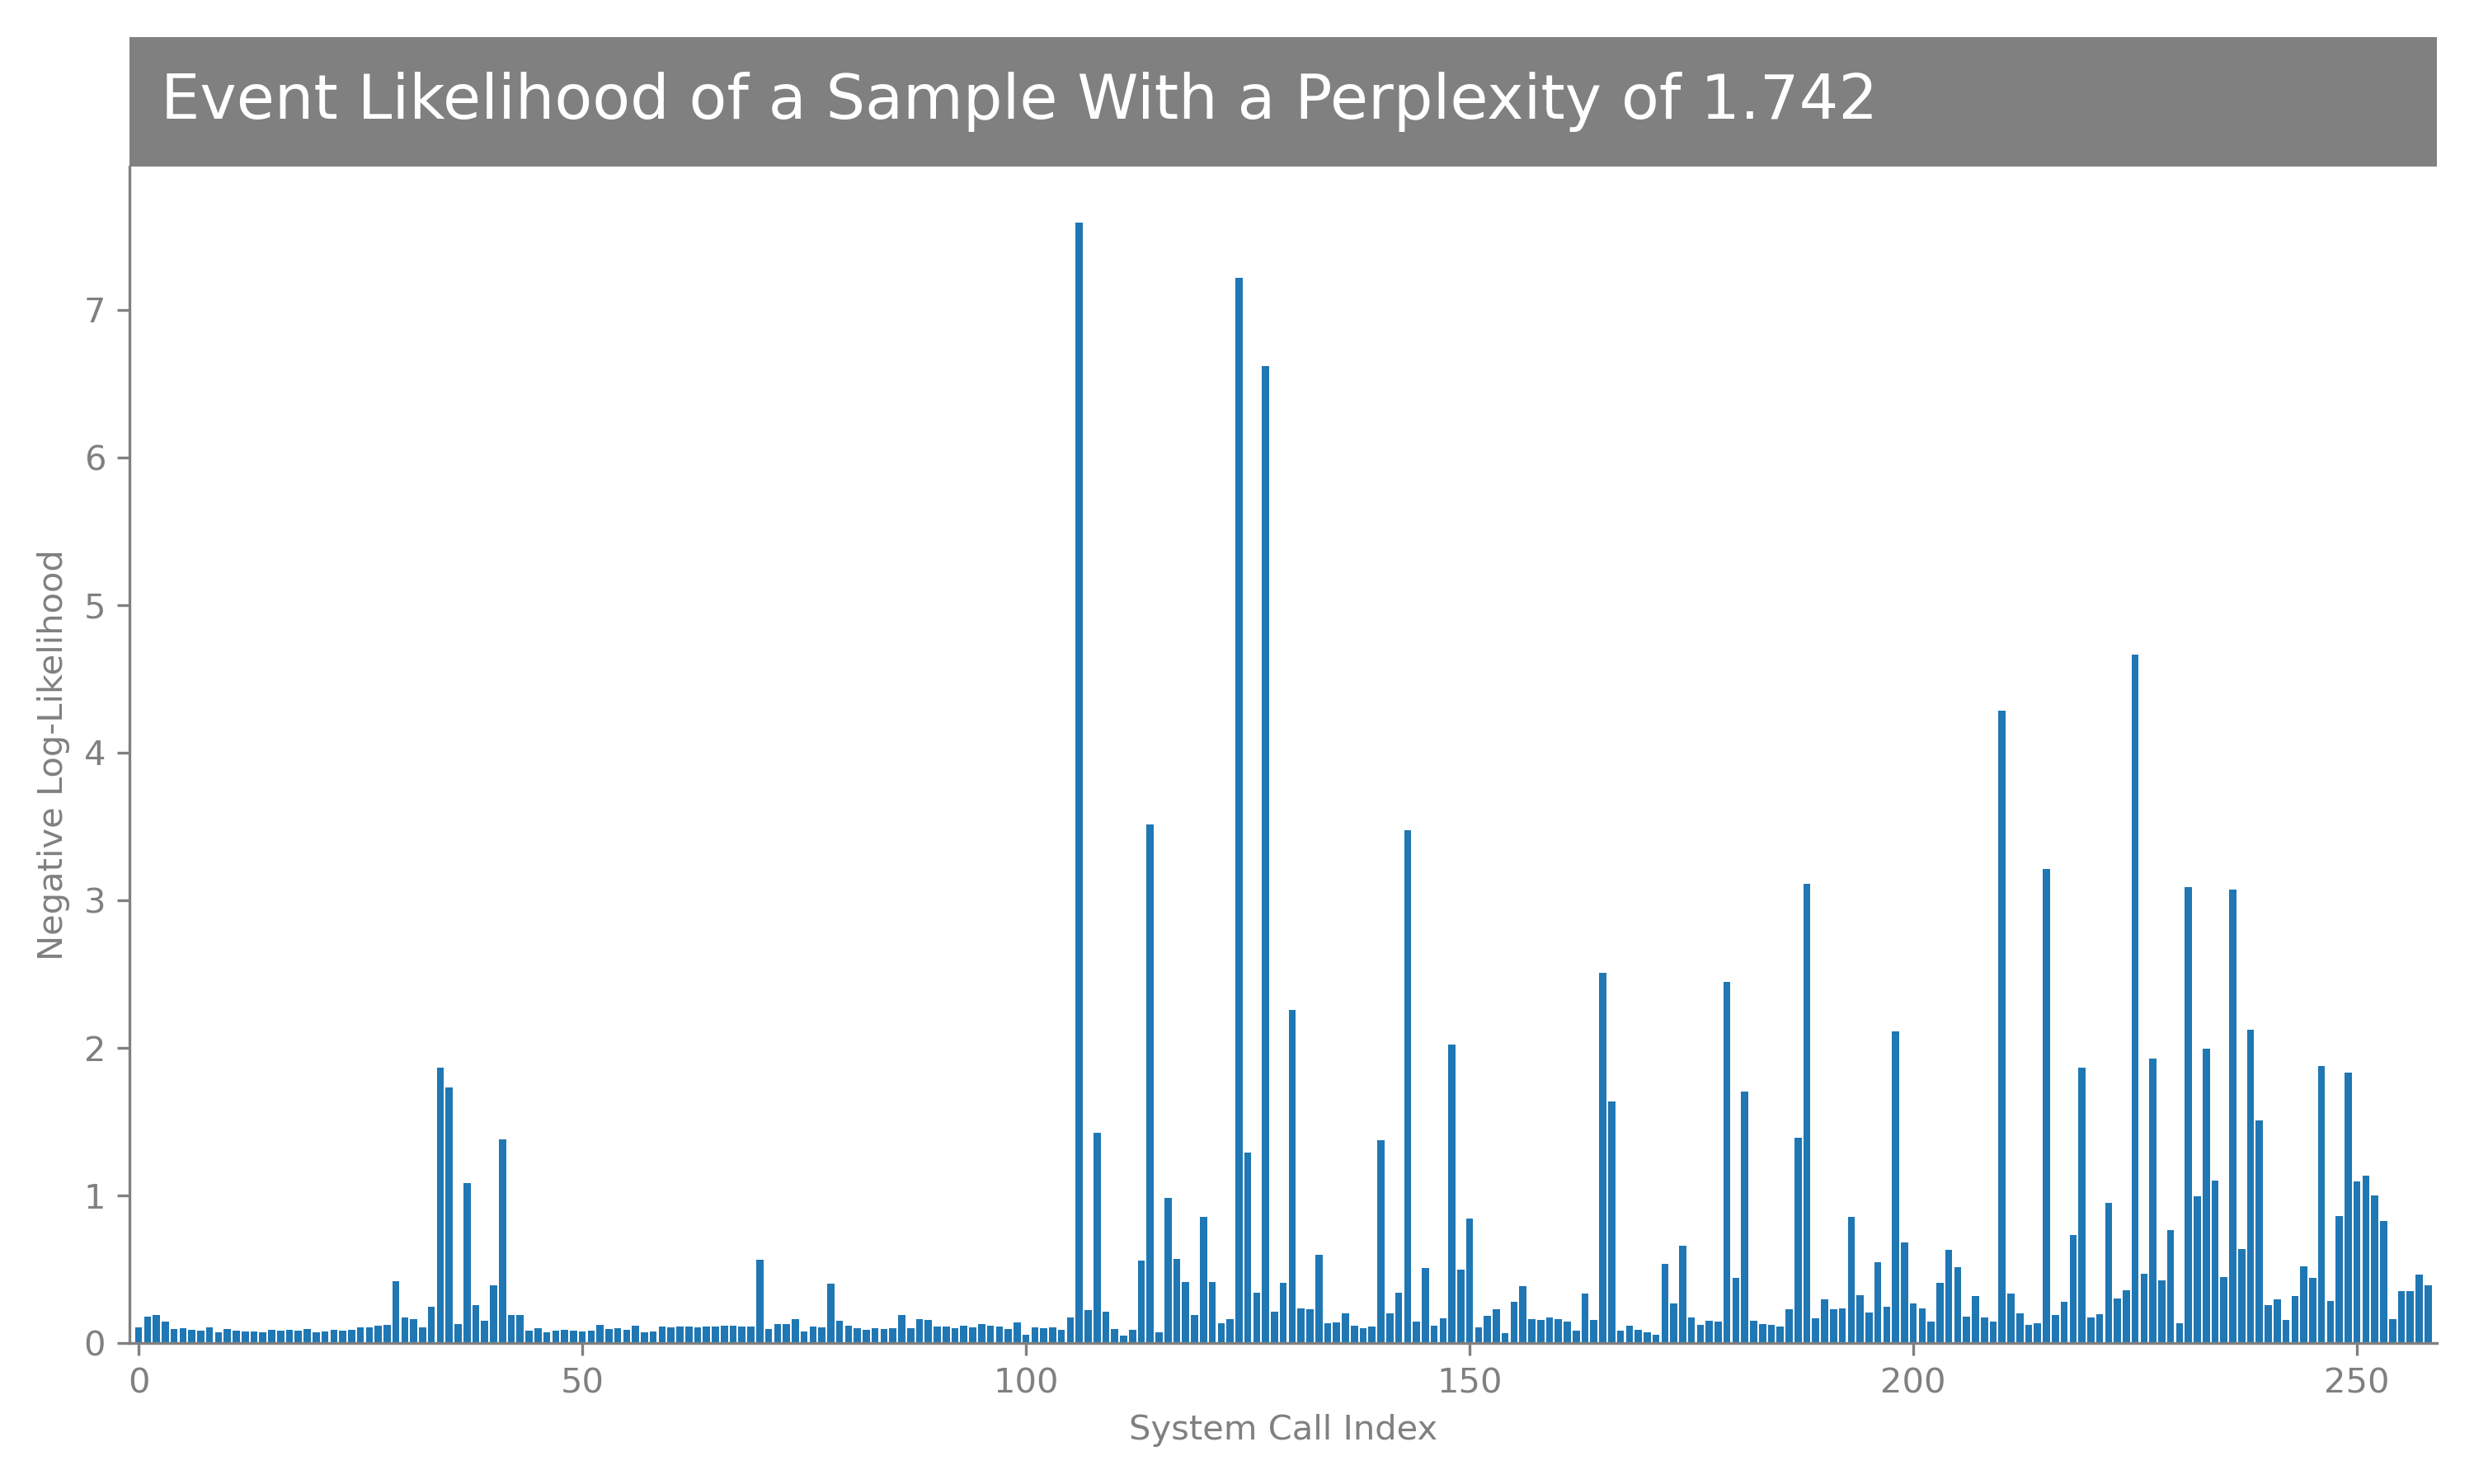 Event Likelihood of a Sample With a Perplexity of 1.742
Negative Log-Likelihood
7
6
5
4
3
2
1
0
0 50 100 150 200 250
System Call Index